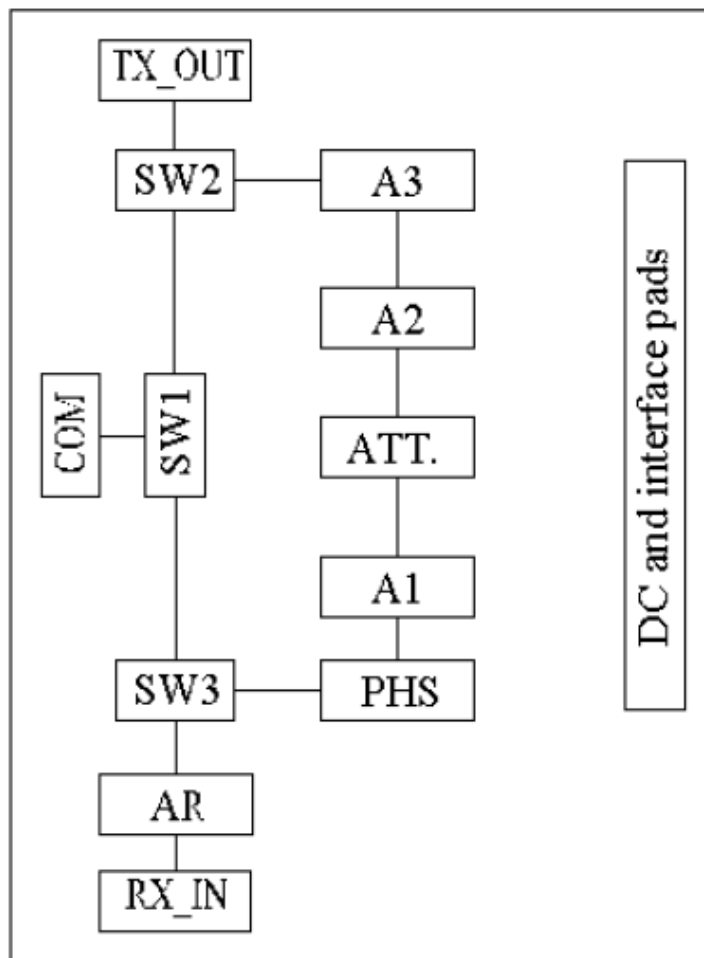 TX_OUT
SW2
A3
A2
COM
SW1
ATT.
A1
SW3
PHS
AR
RX_IN
DC and interface pads